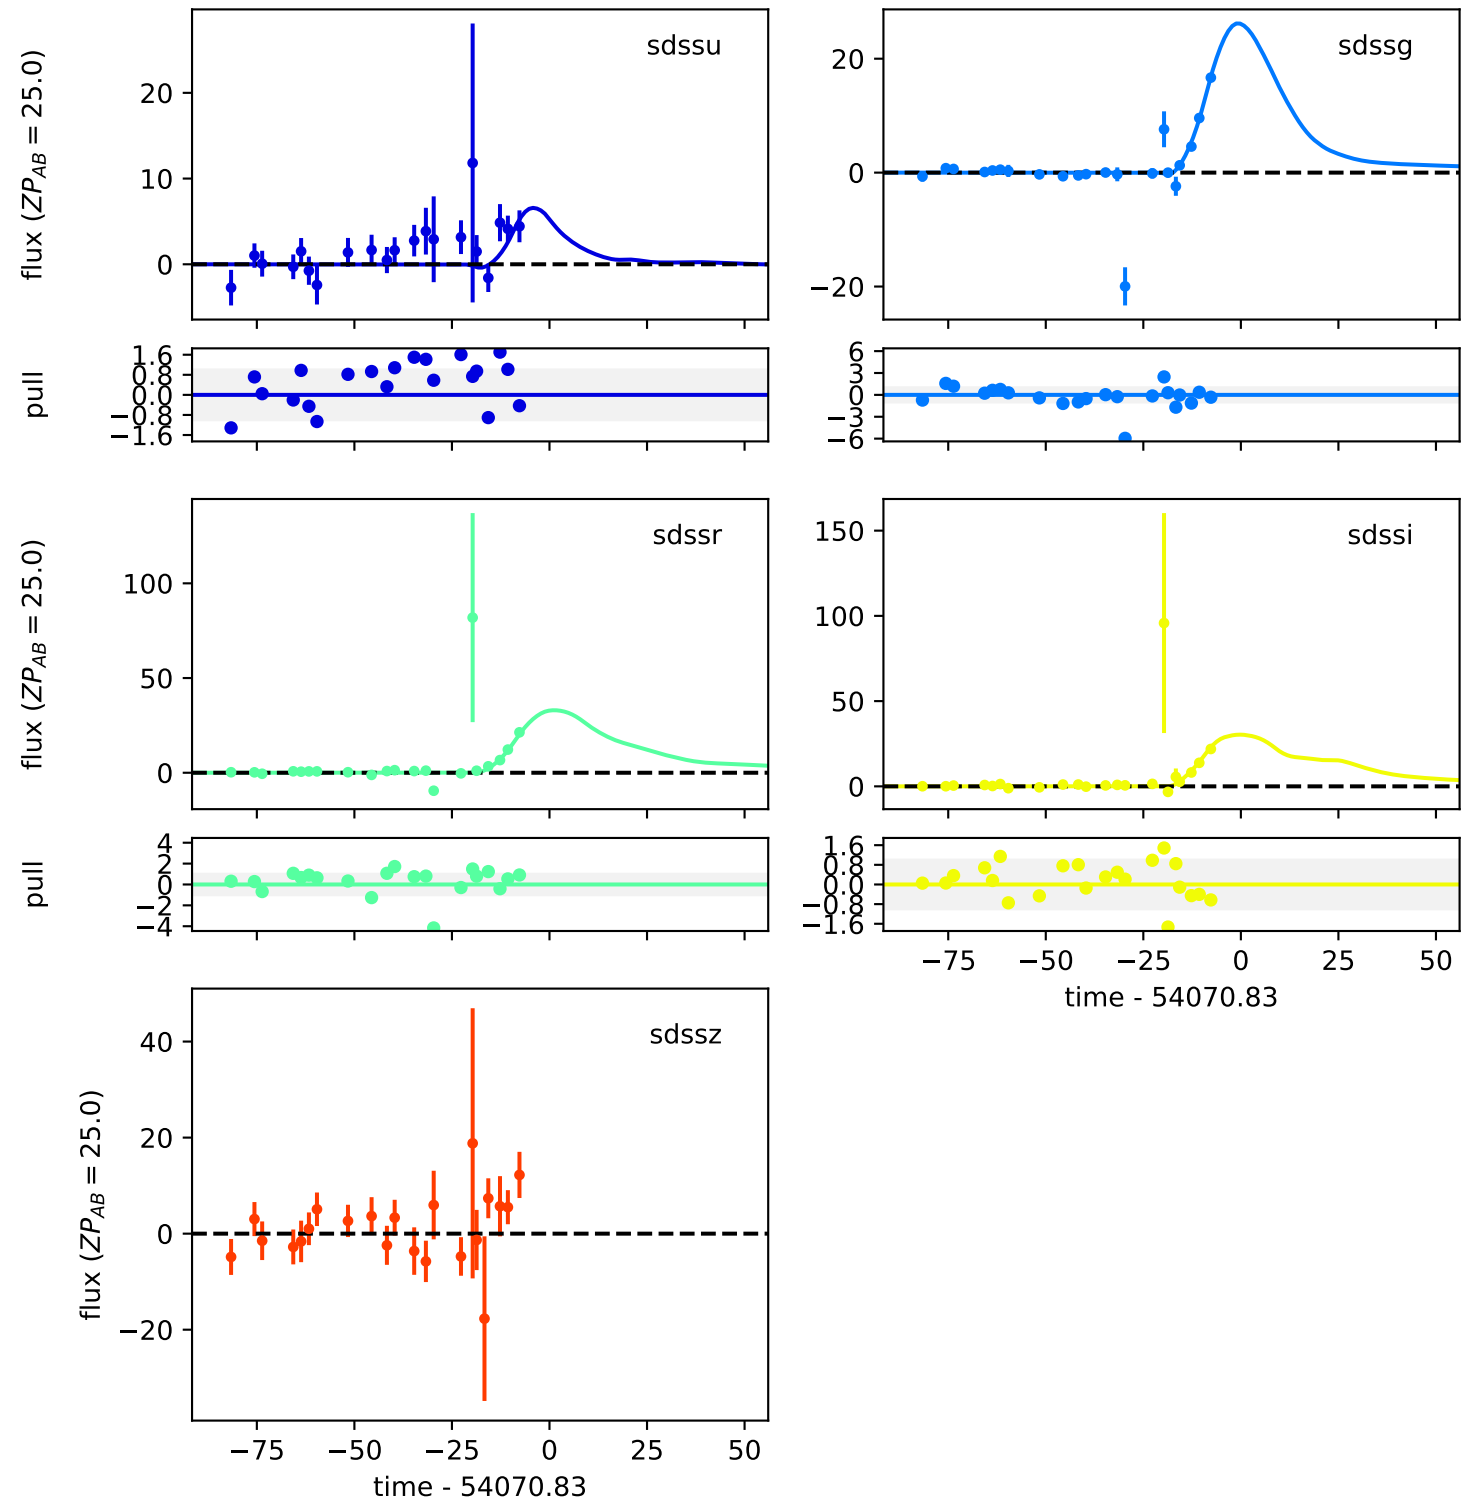 sdssu
flux (ZP_AB = 25.0)
20
10
0
sdssg
20
0
−20
pull
1.6
0.8
0.0
−0.8
−1.6
6
3
0
−3
−6
sdssr
flux (ZP_AB = 25.0)
100
50
0
sdssi
150
100
50
0
pull
4
2
0
−2
−4
1.6
0.8
0.0
−0.8
−1.6
−75 −50 −25 0 25 50
time - 54070.83
sdssz
flux (ZP_AB = 25.0)
40
20
0
−20
−75 −50 −25 0 25 50
time - 54070.83